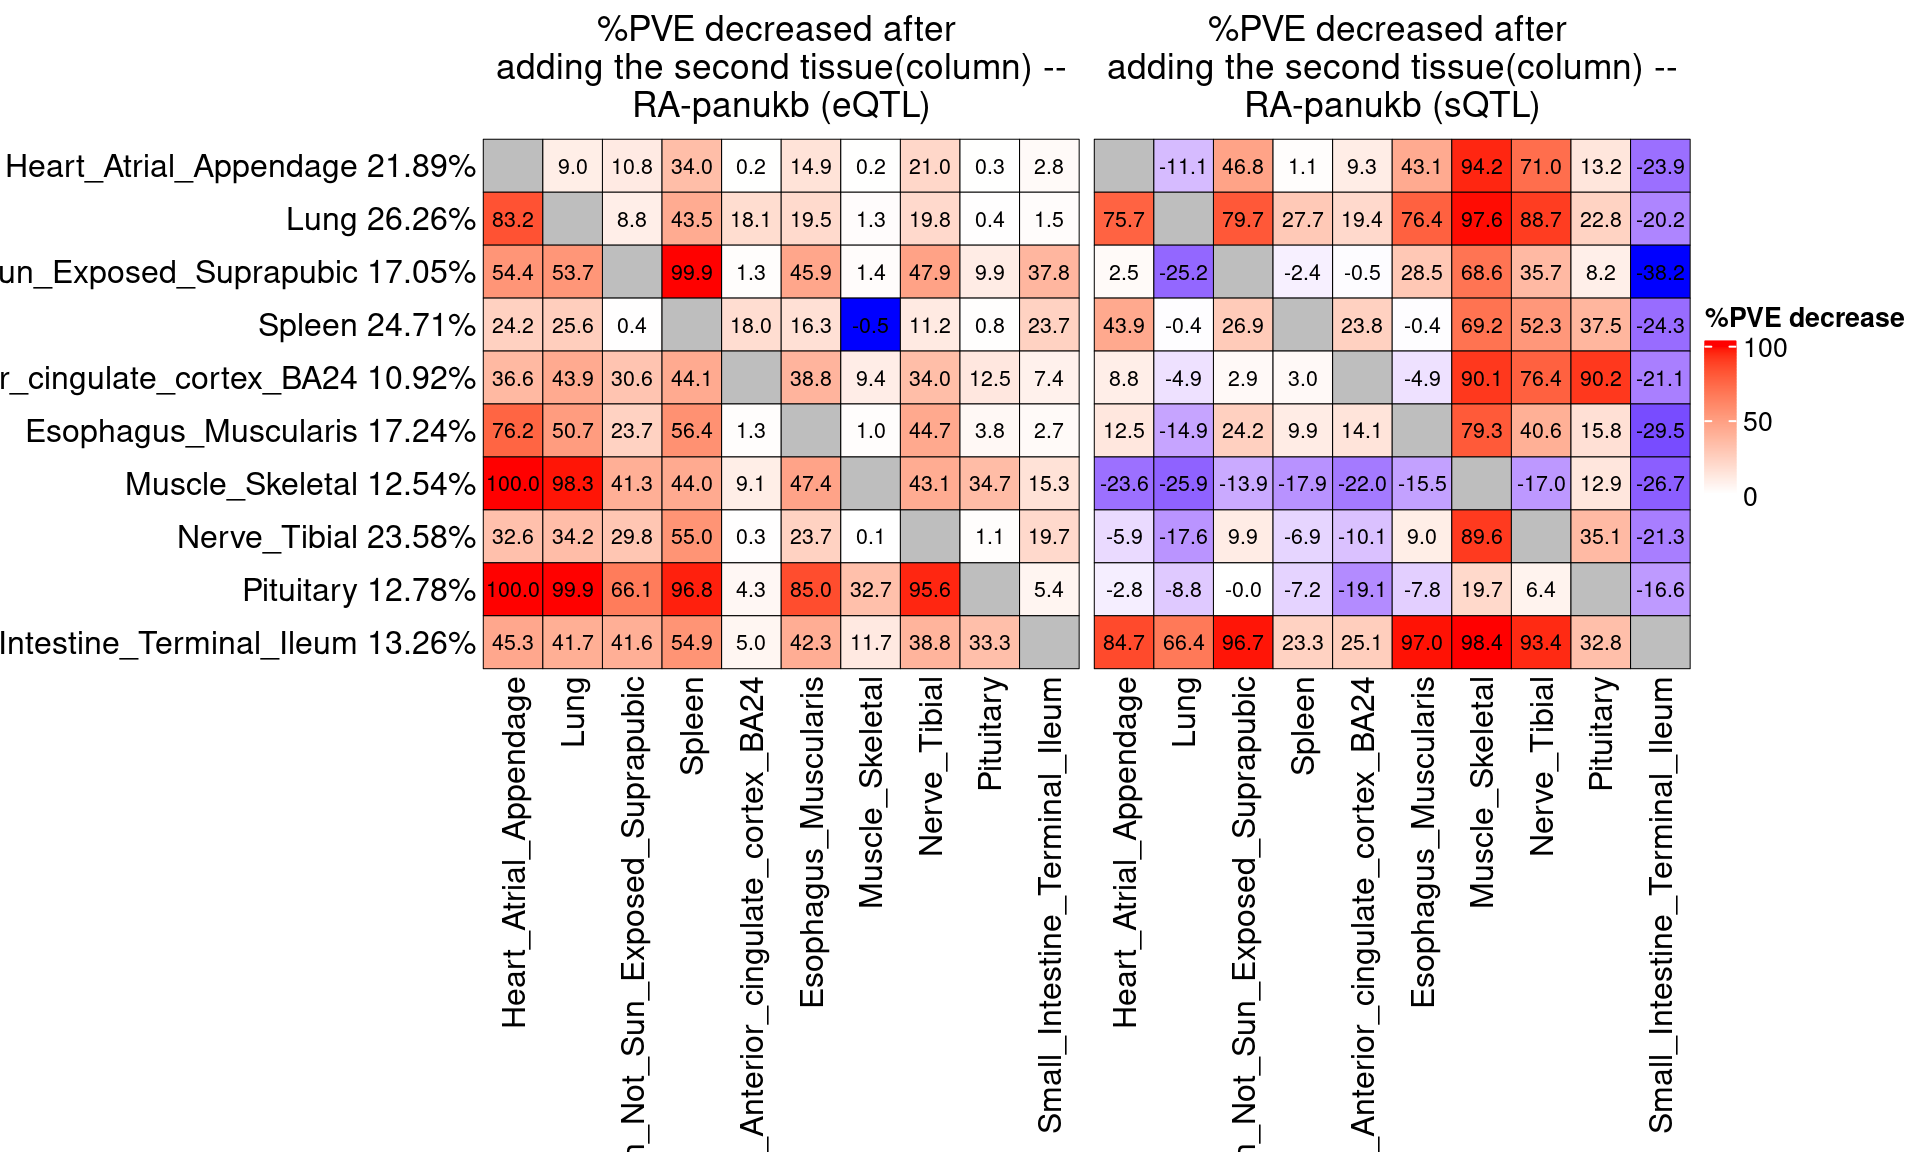 %PVE decreased after
adding the second tissue(column) --
RA-panukb (eQTL)
%PVE decreased after
adding the second tissue(column) --
RA-panukb (sQTL)
Heart_Atrial_Appendage 21.89% 9.0 10.8 34.0 0.2 14.9 0.2 21.0 0.3 2.8 -11.1 46.8 1.1 9.3 43.1 94.2 71.0 13.2 -23.9
Lung 26.26% 83.2 8.8 43.5 18.1 19.5 1.3 19.8 0.4 1.5 75.7 79.7 27.7 19.4 76.4 97.6 88.7 22.8 -20.2
un_Exposed_Suprapubic 17.05% 54.4 53.7 99.9 1.3 45.9 1.4 47.9 9.9 37.8 2.5 -25.2 -2.4 -0.5 28.5 68.6 35.7 8.2 -38.2
Spleen 24.71% 24.2 25.6 0.4 18.0 16.3 -0.5 11.2 0.8 23.7 43.9 -0.4 26.9 23.8 -0.4 69.2 52.3 37.5 -24.3
r_cingulate_cortex_BA24 10.92% 36.6 43.9 30.6 44.1 38.8 9.4 34.0 12.5 7.4 8.8 -4.9 2.9 3.0 -4.9 90.1 76.4 90.2 -21.1
Esophagus_Muscularis 17.24% 76.2 50.7 23.7 56.4 1.3 1.0 44.7 3.8 2.7 12.5 -14.9 24.2 9.9 14.1 79.3 40.6 15.8 -29.5
Muscle_Skeletal 12.54% 100.0 98.3 41.3 44.0 9.1 47.4 43.1 34.7 15.3 -23.6 -25.9 -13.9 -17.9 -22.0 -15.5 -17.0 12.9 -26.7
Nerve_Tibial 23.58% 32.6 34.2 29.8 55.0 0.3 23.7 0.1 1.1 19.7 -5.9 -17.6 9.9 -6.9 -10.1 9.0 89.6 35.1 -21.3
Pituitary 12.78% 100.0 99.9 66.1 96.8 4.3 85.0 32.7 95.6 5.4 -2.8 -8.8 -0.0 -7.2 -19.1 -7.8 19.7 6.4 -16.6
Intestine_Terminal_Ileum 13.26% 45.3 41.7 41.6 54.9 5.0 42.3 11.7 38.8 33.3 84.7 66.4 96.7 23.3 25.1 97.0 98.4 93.4 32.8
Heart_Atrial_Appendage
Lung
n_Not_Sun_Exposed_Suprapubic
Spleen
_Anterior_cingulate_cortex_BA24
Esophagus_Muscularis
Muscle_Skeletal
Nerve_Tibial
Pituitary
Small_Intestine_Terminal_Ileum
Heart_Atrial_Appendage
Lung
n_Not_Sun_Exposed_Suprapubic
Spleen
_Anterior_cingulate_cortex_BA24
Esophagus_Muscularis
Muscle_Skeletal
Nerve_Tibial
Pituitary
Small_Intestine_Terminal_Ileum
%PVE decrease
100
50
0